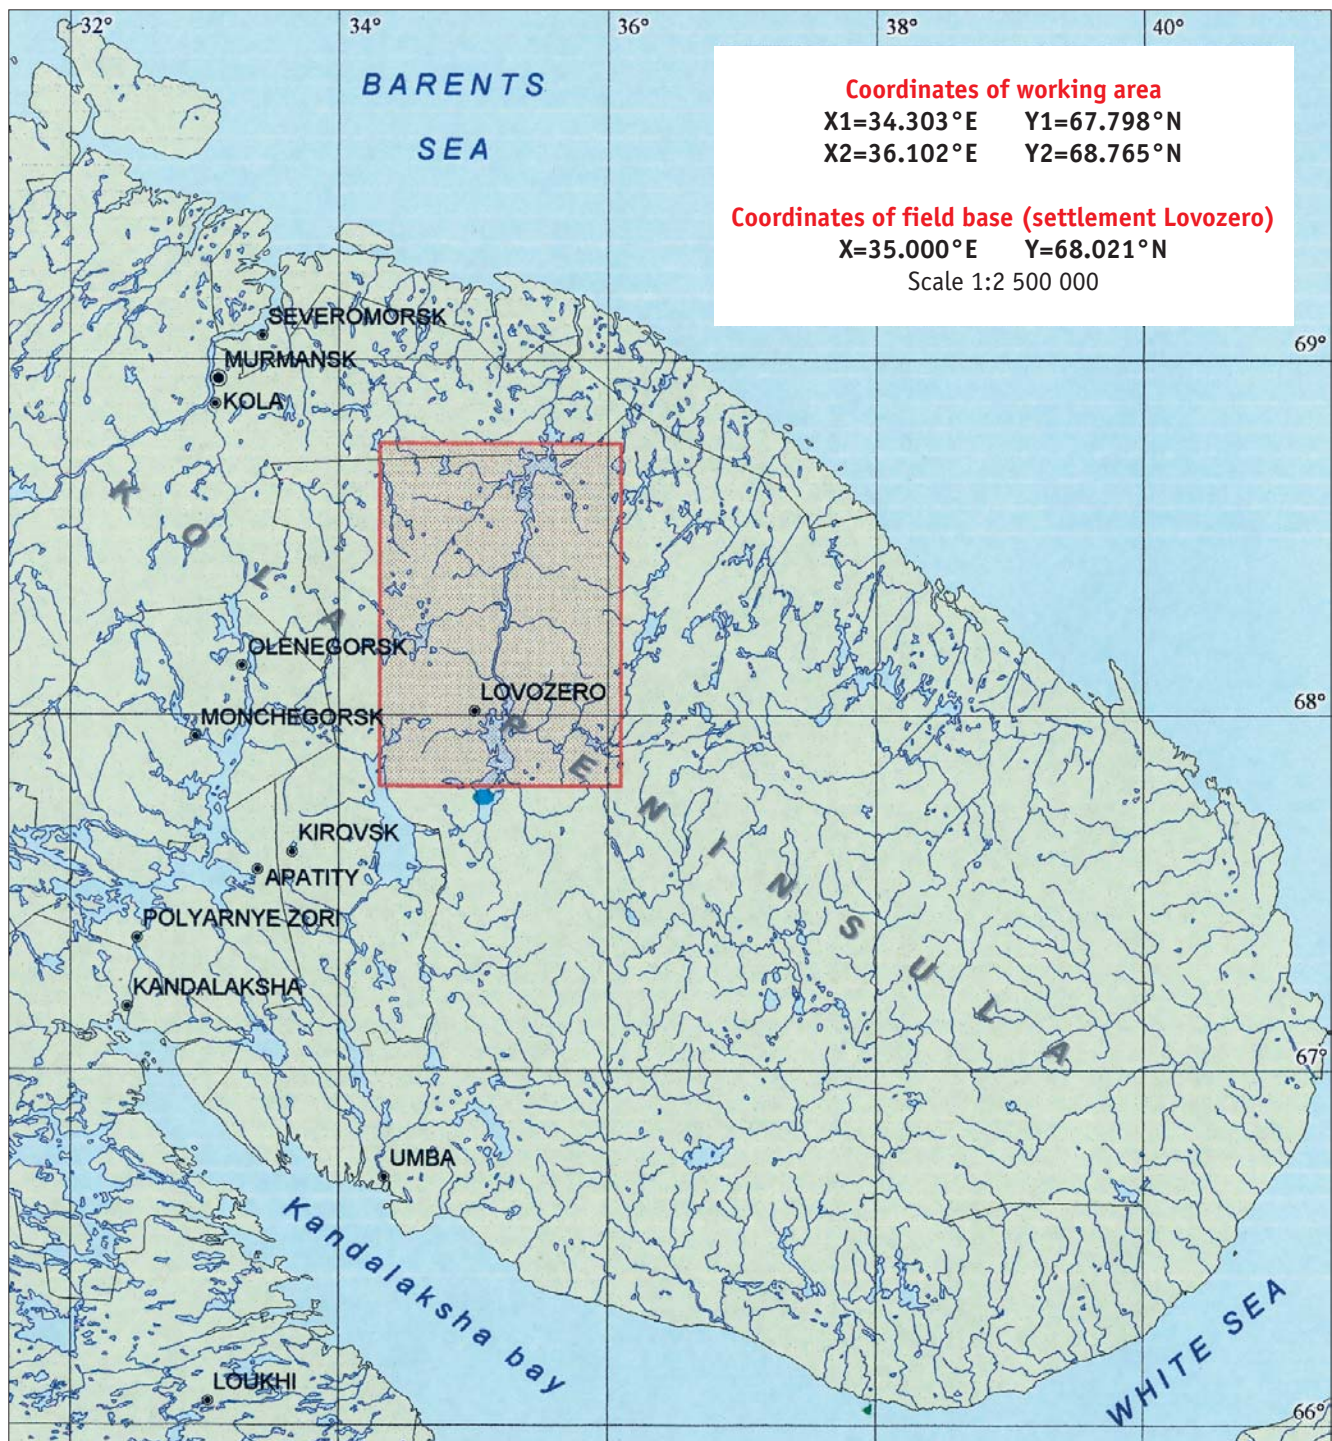 32° 34° 36° 38° 40°
BARENTS
SEA
Coordinates of working area
X1=34.303°E Y1=67.798°N
X2=36.102°E Y2=68.765°N
Coordinates of field base (settlement Lovozero)
X=35.000°E Y=68.021°N
Scale 1:2 500 000
SEVEROMORSK
69°
MURMANSK
KOLA
KOLA
OLENEGORSK
LOVOZERO
MONCHEGORSK
68°
PENINSULA
KIROVSK
APATITY
POLYARNYE ZORI
KANDALAKSHA
67°
UMBA
Kandalaksha bay
WHITE SEA
LOUKHI
66°